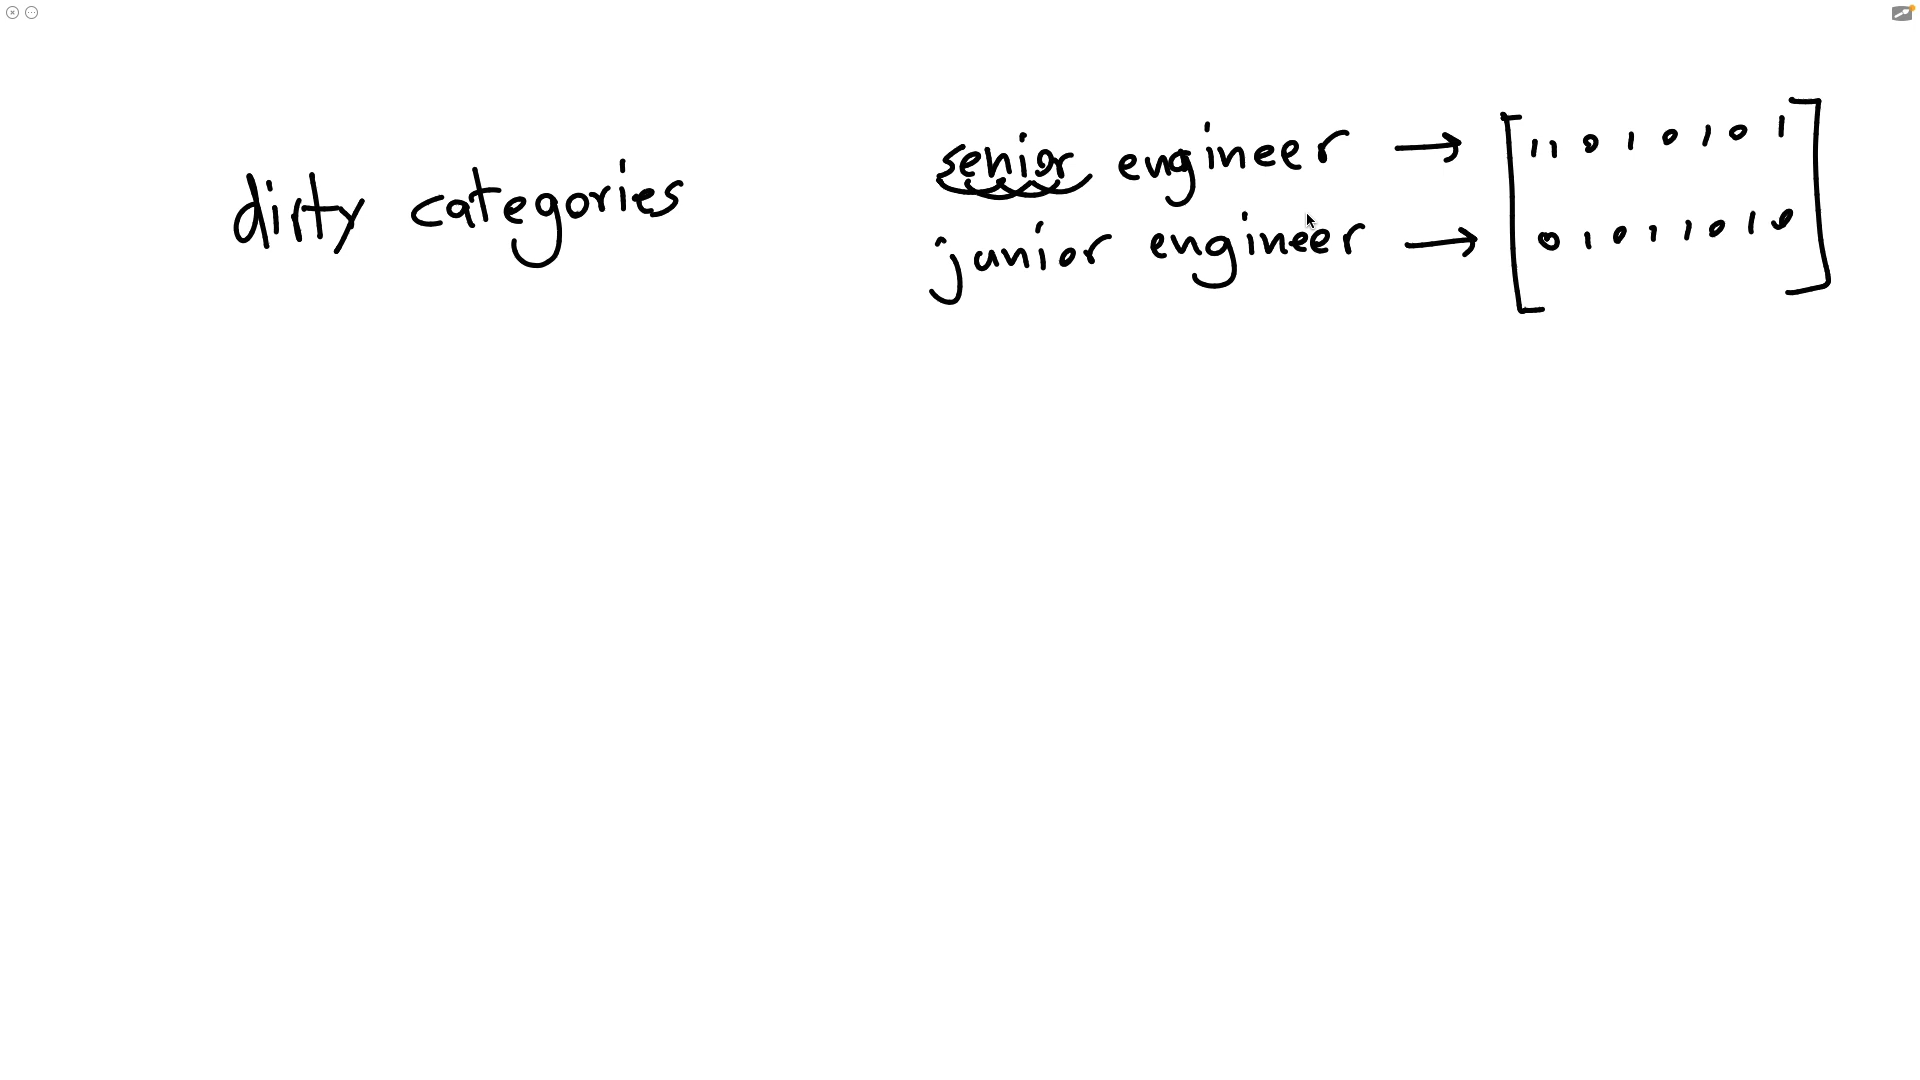 dirty categories
senior engineer → [1 1 0 1 0 1 0 1
junior engineer → 0 1 0 1 1 0 1 0]